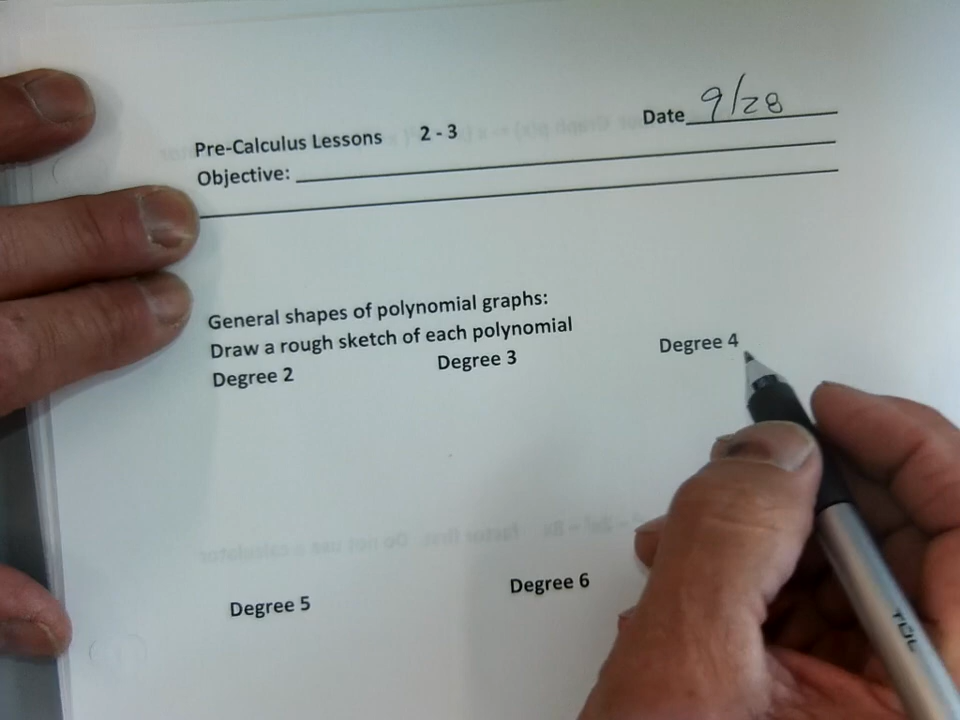 Pre-Calculus Lessons 2 - 3 Date 9/28
Objective:
General shapes of polynomial graphs:
Draw a rough sketch of each polynomial
Degree 2 Degree 3 Degree 4
Degree 5 Degree 6
TUL